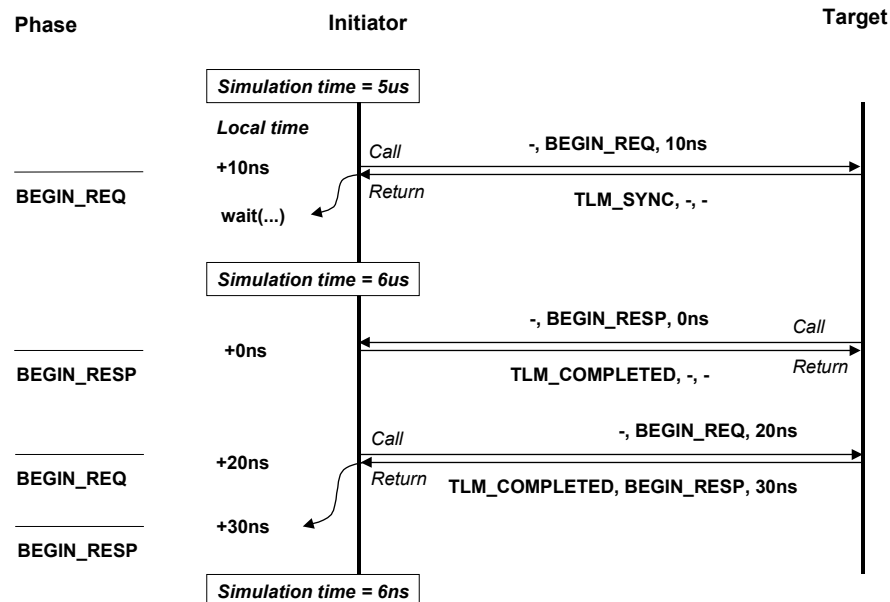 Phase Initiator Target
Simulation time = 5us
Local time
-, BEGIN_REQ, 10ns
Call
+10ns
BEGIN_REQ
Return
TLM_SYNC, -, -
wait(...)
Simulation time = 6us
-, BEGIN_RESP, 0ns
Call
+0ns
BEGIN_RESP
TLM_COMPLETED, -, -
Return
-, BEGIN_REQ, 20ns
Call
+20ns
BEGIN_REQ
Return
TLM_COMPLETED, BEGIN_RESP, 30ns
+30ns
BEGIN_RESP
Simulation time = 6ns